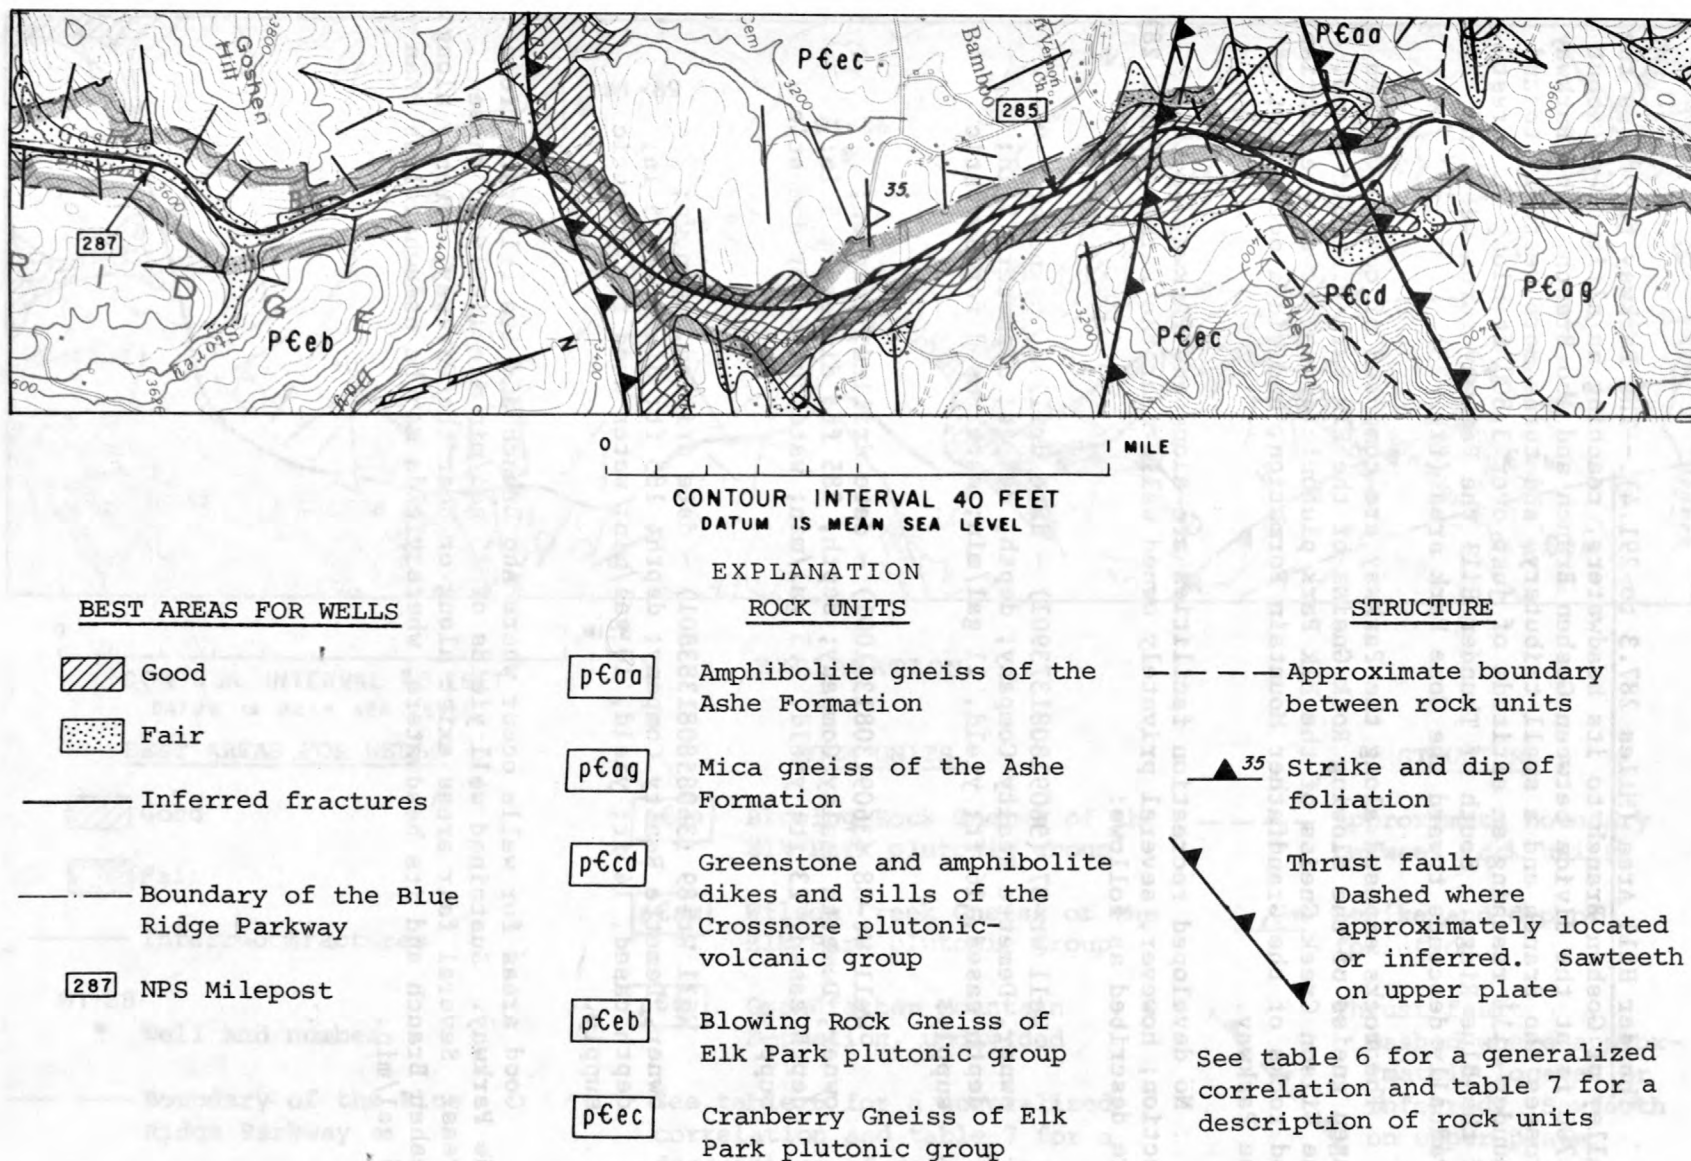 Goshen
Hill
3800
Cem
PЄec
3200
Bamboo
Mt Vernon
Ch
285
PЄaa
3600
3600
287
35
R
D
G
E
3400
Storey
PЄeb
N
3400
3200
PЄec
Jake Mtn
PЄcd
PЄag
0 1 MILE
CONTOUR INTERVAL 40 FEET
DATUM IS MEAN SEA LEVEL
EXPLANATION
BEST AREAS FOR WELLS
Good
Fair
Inferred fractures
Boundary of the Blue
Ridge Parkway
287 NPS Milepost
ROCK UNITS
pЄaa Amphibolite gneiss of the
Ashe Formation
pЄag Mica gneiss of the Ashe
Formation
pЄcd Greenstone and amphibolite
dikes and sills of the
Crossnore plutonic-
volcanic group
pЄeb Blowing Rock Gneiss of
Elk Park plutonic group
pЄec Cranberry Gneiss of Elk
Park plutonic group
STRUCTURE
Approximate boundary
between rock units
35 Strike and dip of
foliation
Thrust fault
Dashed where
approximately located
or inferred. Sawteeth
on upper plate
See table 6 for a generalized
correlation and table 7 for a
description of rock units